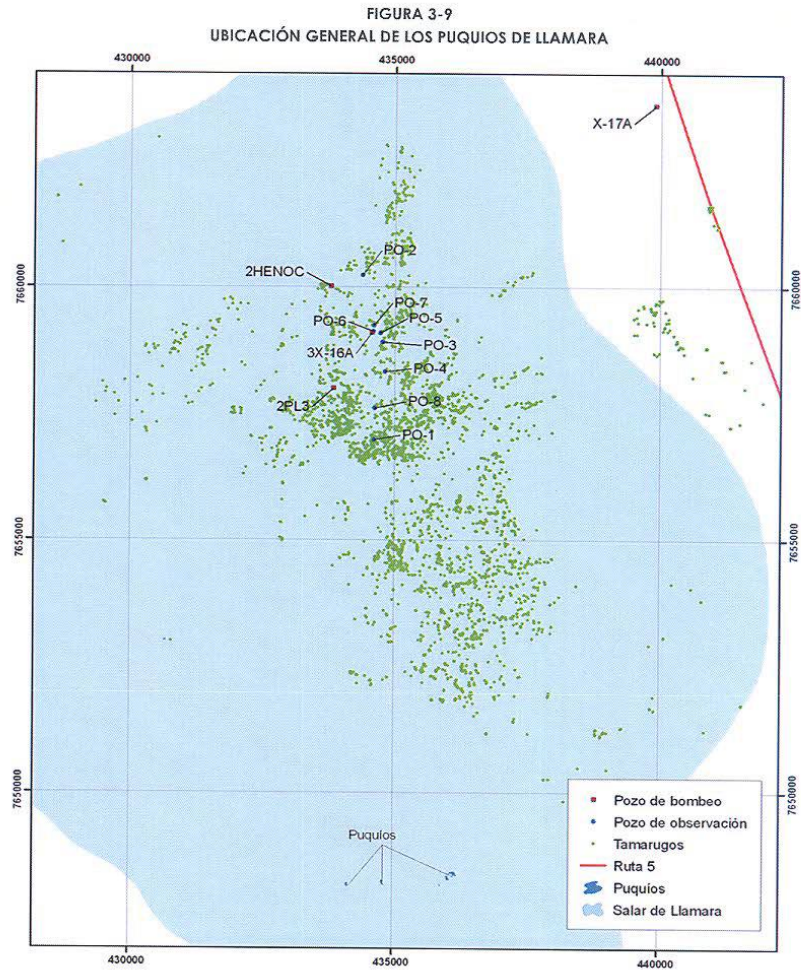 FIGURA 3-9
UBICACIÓN GENERAL DE LOS PUQUIOS DE LLAMARA
430000
435000
440000
X-17A
PO-2
2HENOC
7660000
7660000
PO-7
PO-6
PO-5
3X-16A
PO-3
PO-4
2PL3
PO-8
PO-1
7655000
7655000
7650000
7650000
Puquíos
Pozo de bombeo
Pozo de observación
Tamarugos
Ruta 5
Puquíos
Salar de Llamara
430000
435000
440000